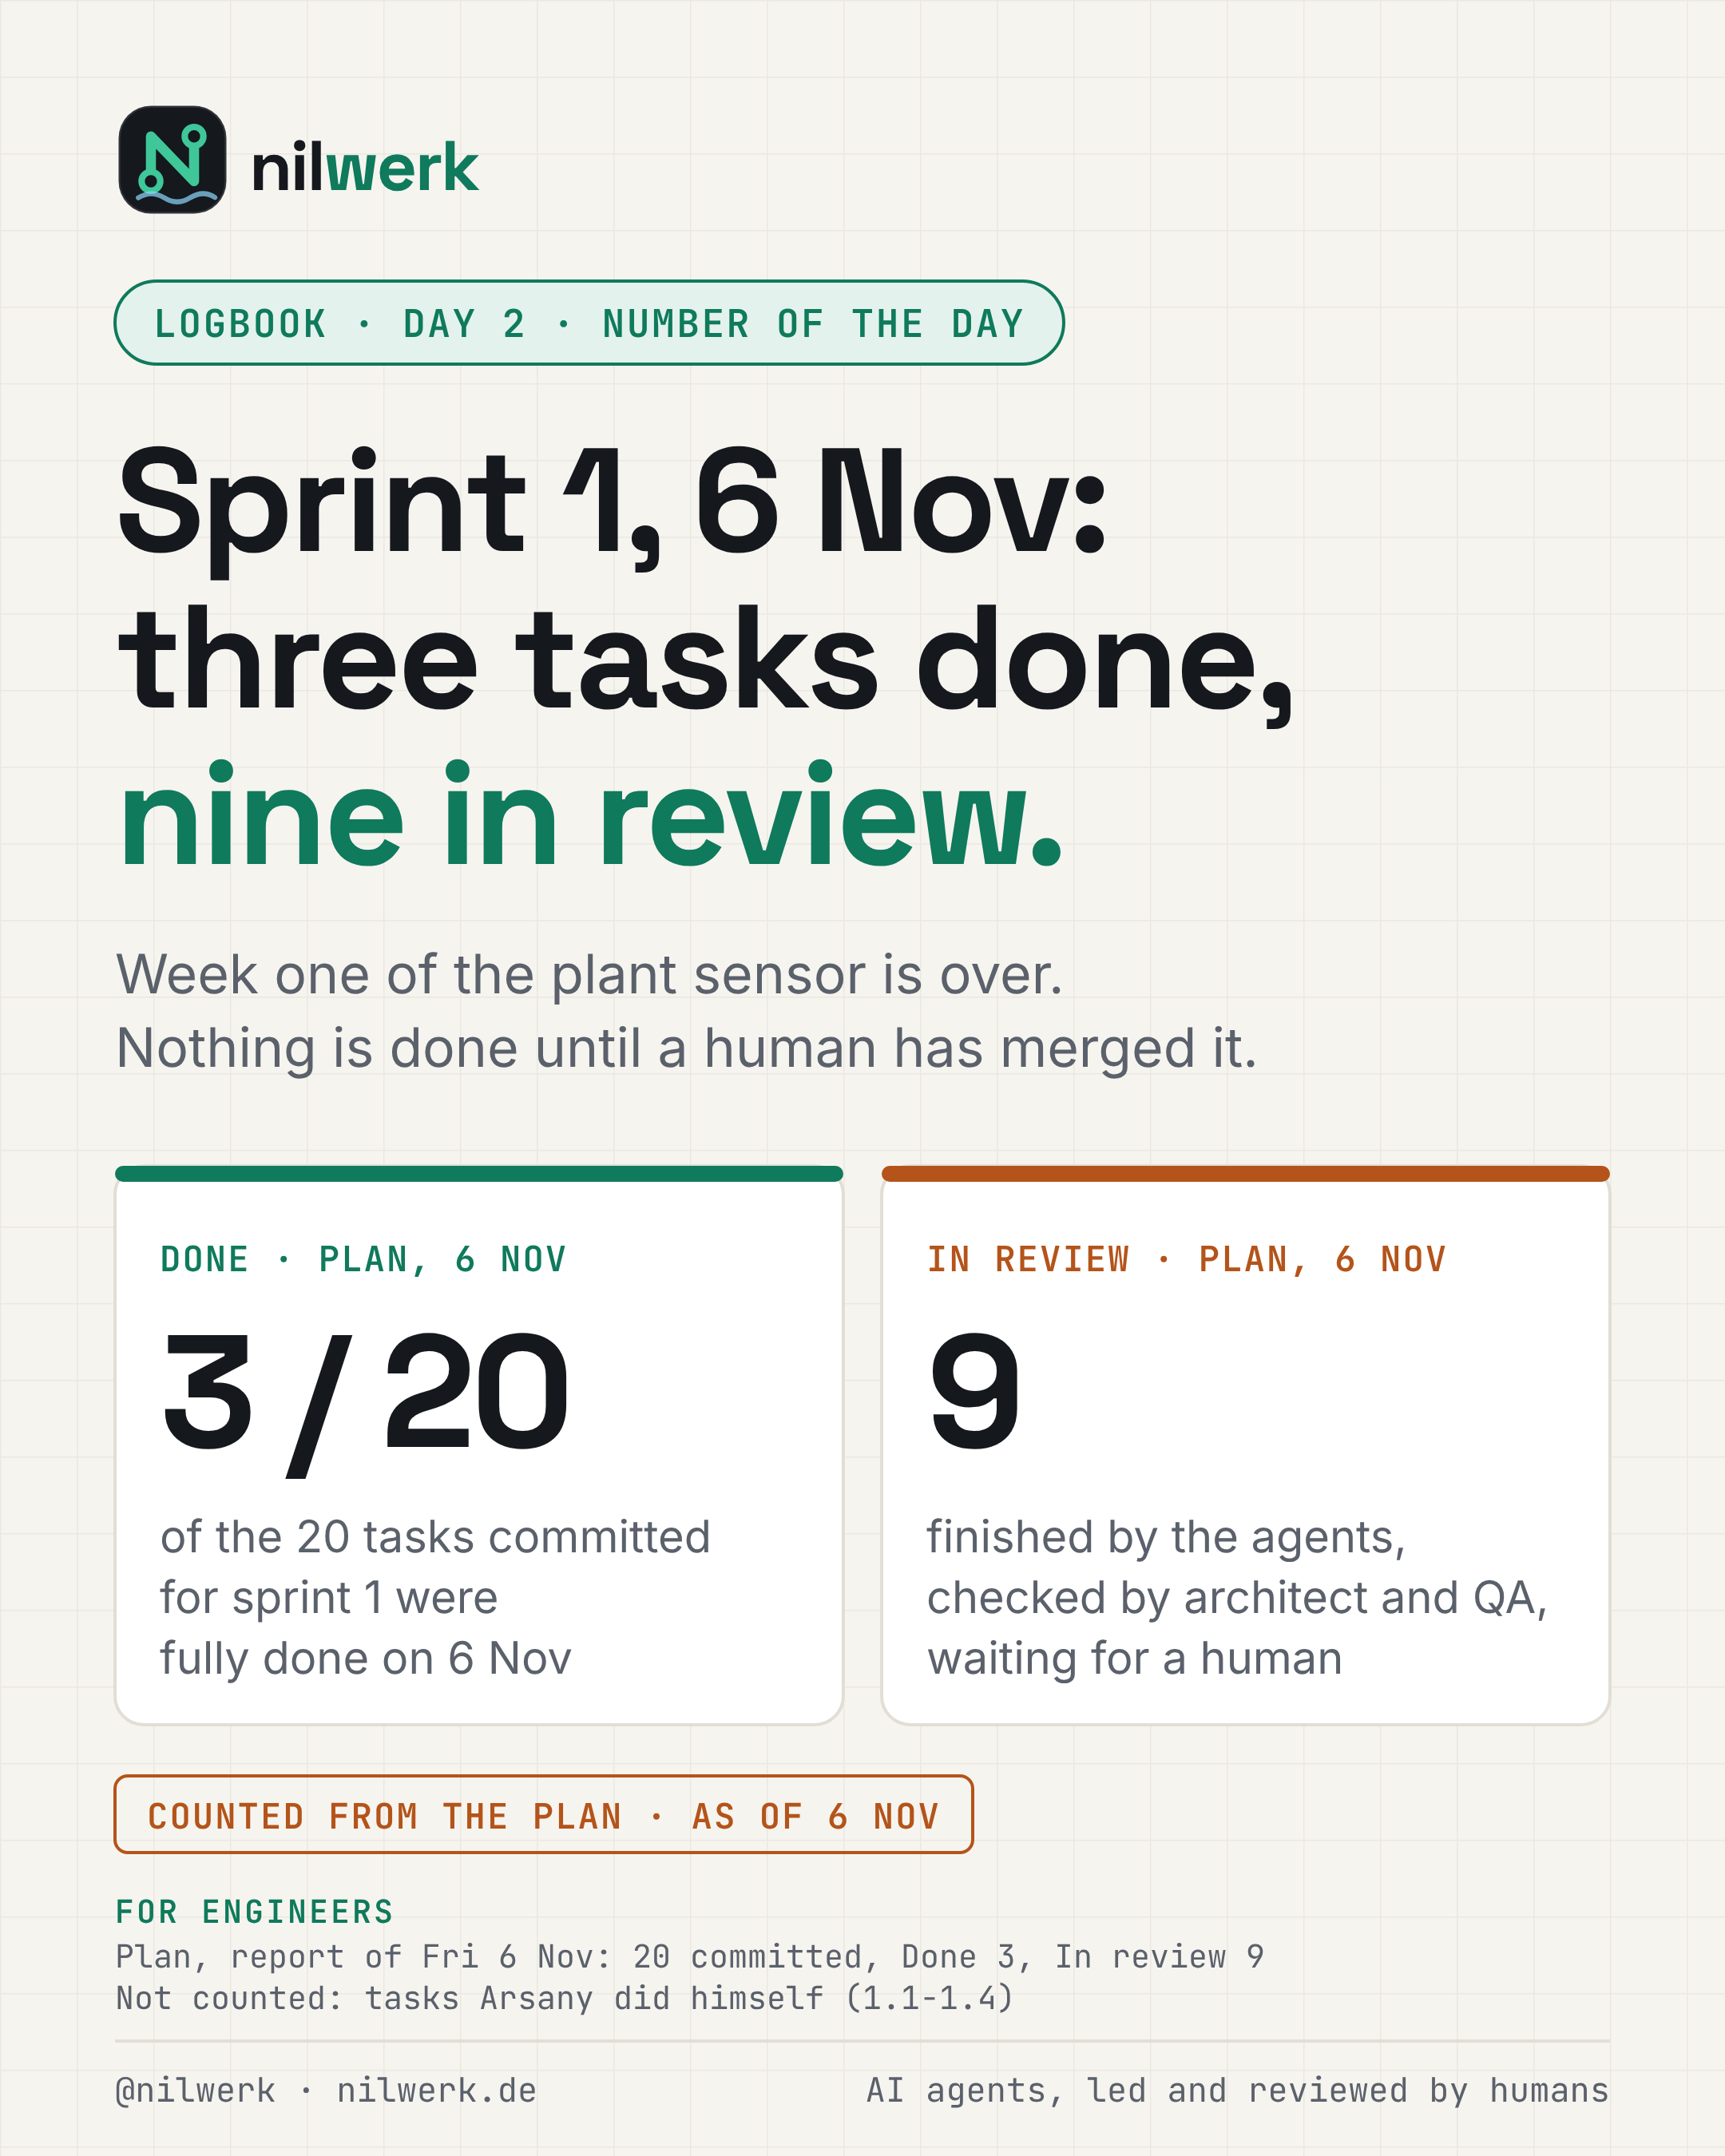 nilwerk
LOGBOOK · DAY 2 · NUMBER OF THE DAY
Sprint 1, 6 Nov:
three tasks done,
nine in review.
Week one of the plant sensor is over.
Nothing is done until a human has merged it.
DONE · PLAN, 6 NOV
3 / 20
of the 20 tasks committed
for sprint 1 were
fully done on 6 Nov
IN REVIEW · PLAN, 6 NOV
9
finished by the agents,
checked by architect and QA,
waiting for a human
COUNTED FROM THE PLAN · AS OF 6 NOV
FOR ENGINEERS
Plan, report of Fri 6 Nov: 20 committed, Done 3, In review 9
Not counted: tasks Arsany did himself (1.1-1.4)
@nilwerk · nilwerk.de
AI agents, led and reviewed by humans